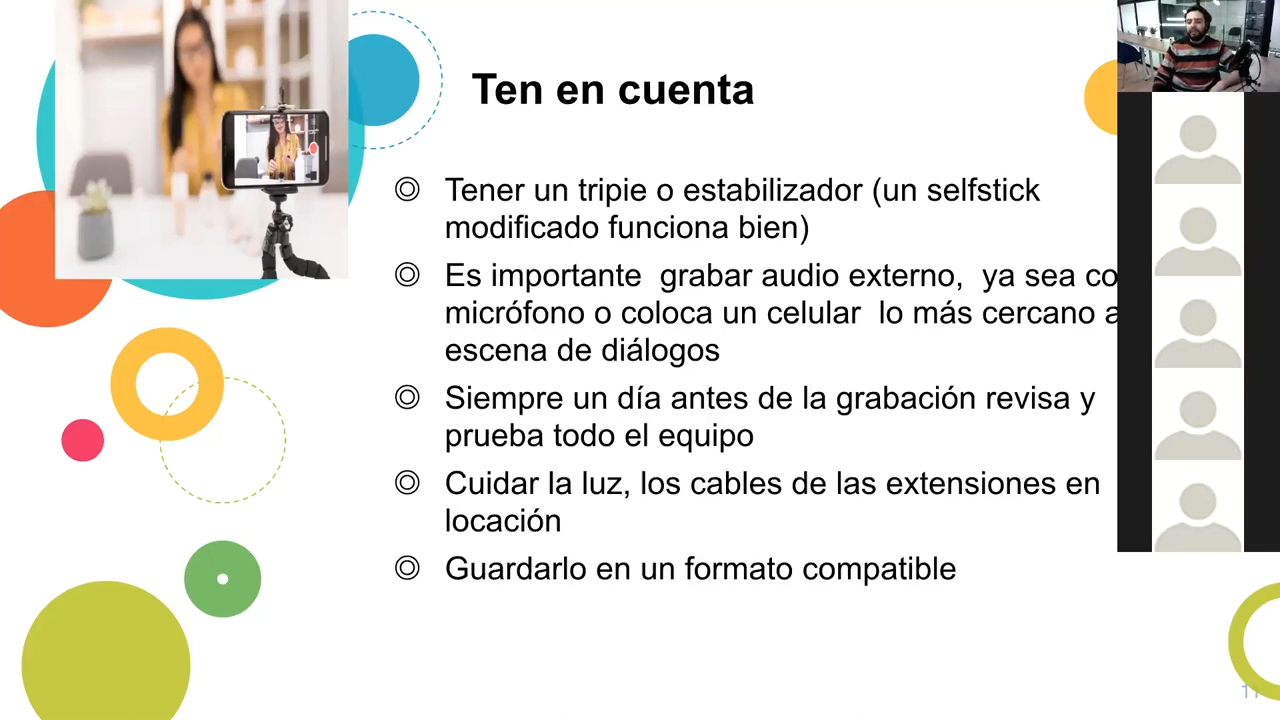 Ten en cuenta
Tener un tripie o estabilizador (un selfstick
modificado funciona bien)
Es importante grabar audio externo, ya sea co
micrófono o coloca un celular lo más cercano a
escena de diálogos
Siempre un día antes de la grabación revisa y
prueba todo el equipo
Cuidar la luz, los cables de las extensiones en
locación
Guardarlo en un formato compatible
11